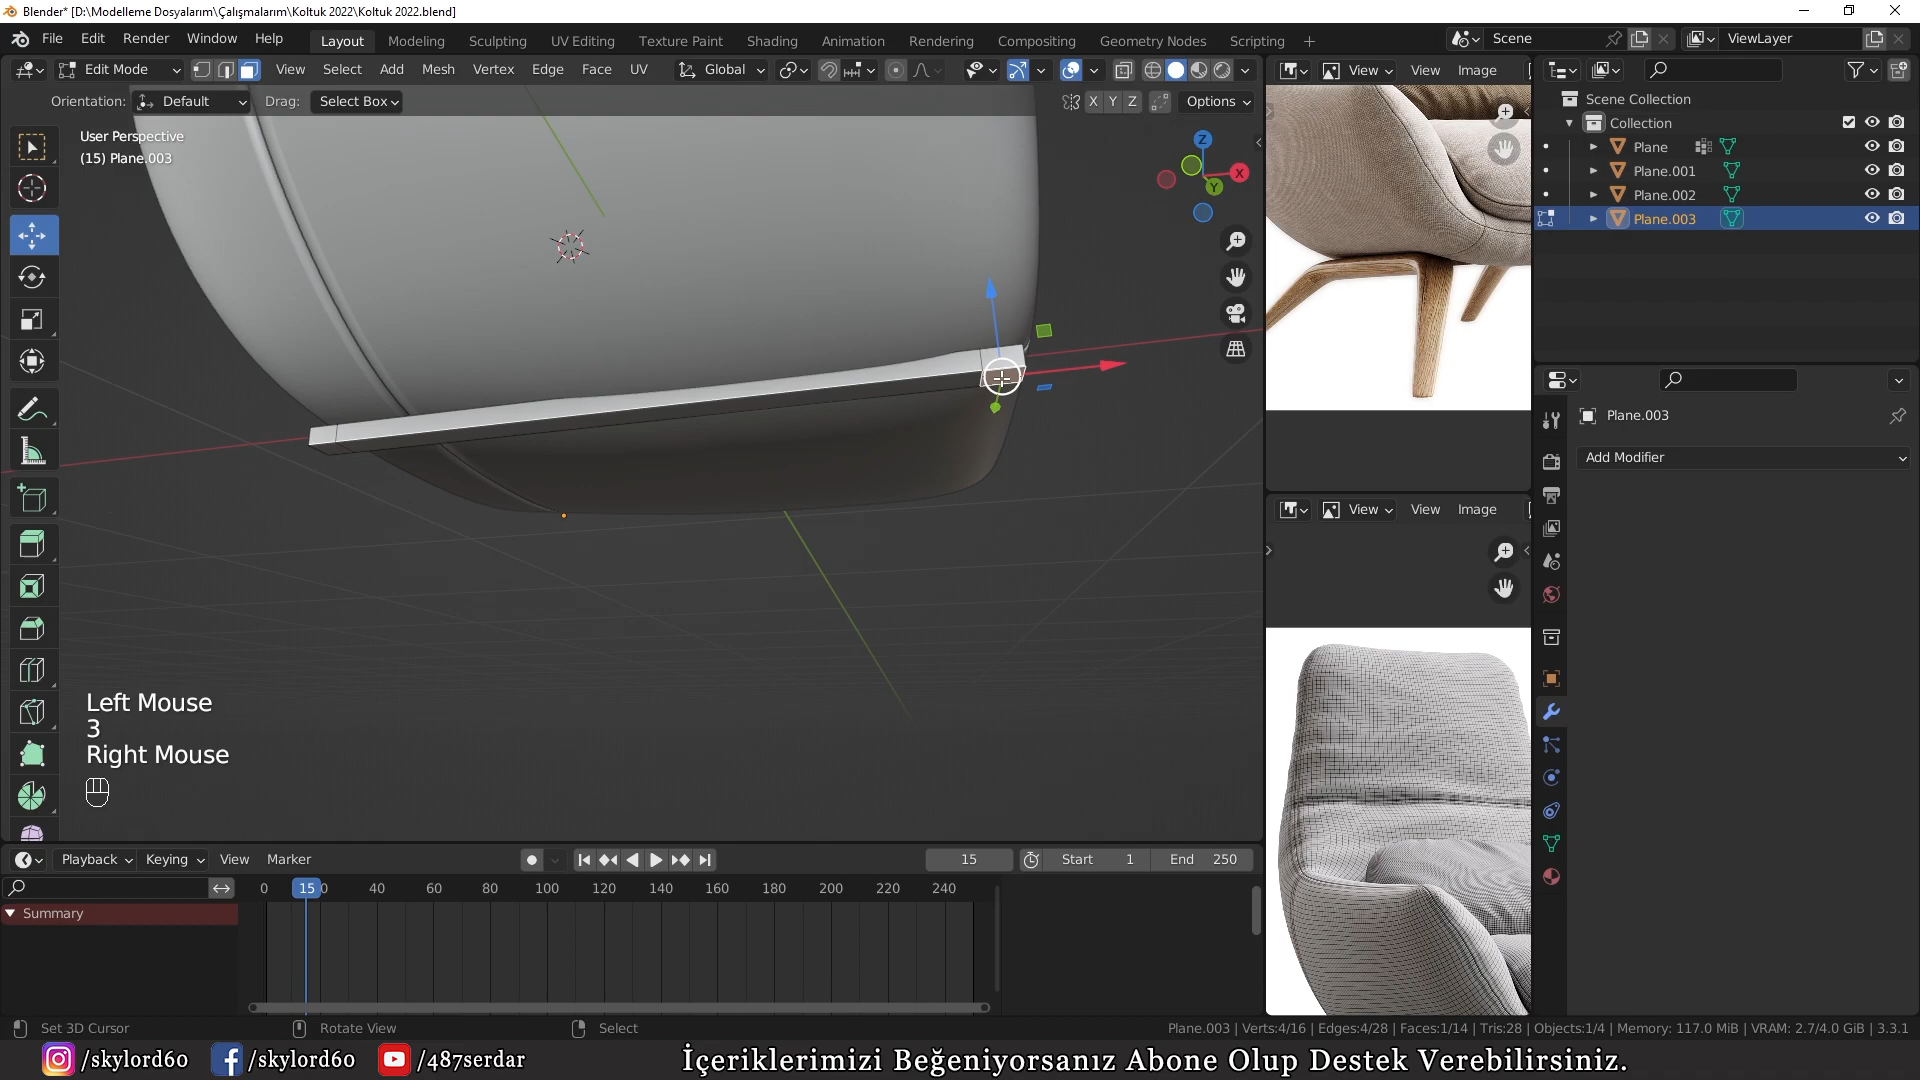 Blender* [D:\Modelleme Dosyalarım\Çalışmalarım\Koltuk 2022\Koltuk 2022.blend]
File Edit Render Window Help Layout Modeling Sculpting UV Editing Texture Paint Shading Animation Rendering Compositing Geometry Nodes Scripting + Scene ViewLayer
Edit Mode View Select Add Mesh Vertex Edge Face UV Global View View Image
Orientation: Default Drag: Select Box X Y Z Options
Scene Collection
Collection
User Perspective
(15) Plane.003
Z
X
Y
Plane
Plane.001
Plane.002
Plane.003
Plane.003
Add Modifier
View View Image
Left Mouse
3
Right Mouse
Playback Keying View Marker 15 Start 1 End 250
0 15 0 40 60 80 100 120 140 160 180 200 220 240
Summary
Set 3D Cursor Rotate View Select Plane.003 | Verts:4/16 | Edges:4/28 | Faces:1/14 | Tris:28 | Objects:1/4 | Memory: 117.0 MiB | VRAM: 2.7/4.0 GiB | 3.3.1
/skylord60 /skylord60 /487serdar İçeriklerimizi Beğeniyorsanız Abone Olup Destek Verebilirsiniz.